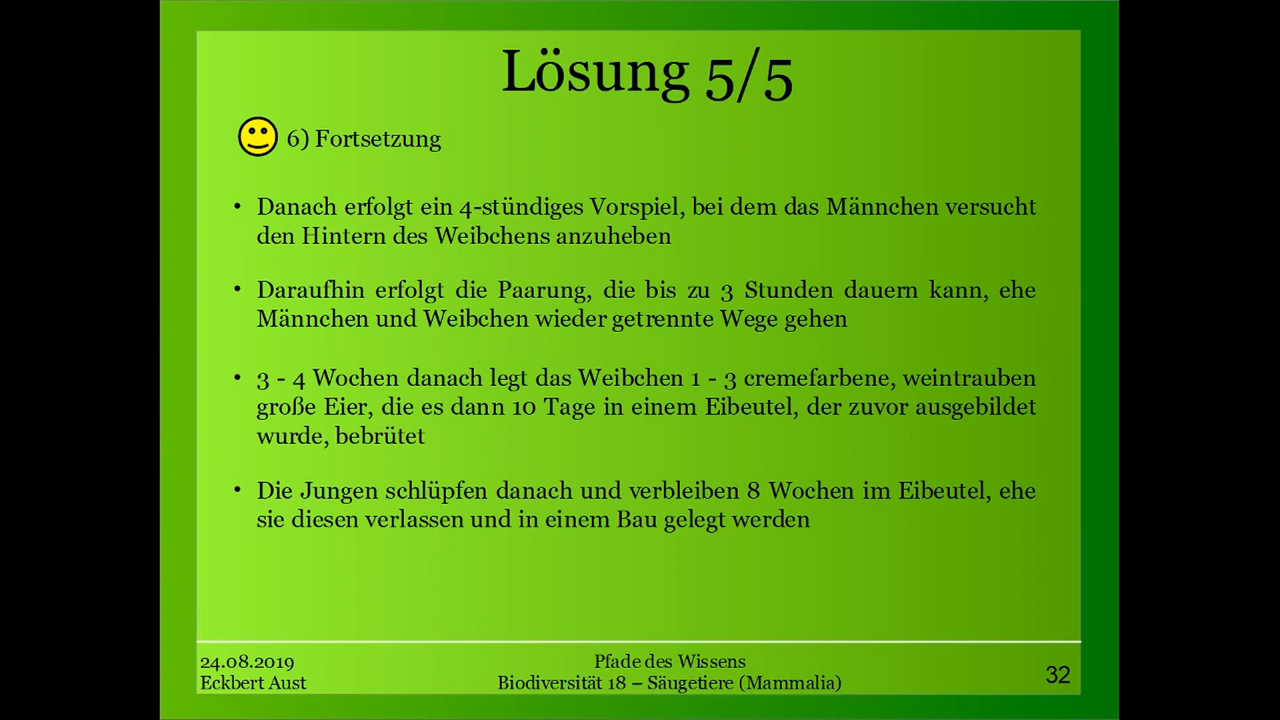 Lösung 5/5
6) Fortsetzung
• Danach erfolgt ein 4-stündiges Vorspiel, bei dem das Männchen versucht
den Hintern des Weibchens anzuheben
• Daraufhin erfolgt die Paarung, die bis zu 3 Stunden dauern kann, ehe
Männchen und Weibchen wieder getrennte Wege gehen
• 3 - 4 Wochen danach legt das Weibchen 1 - 3 cremefarbene, weintrauben
große Eier, die es dann 10 Tage in einem Eibeutel, der zuvor ausgebildet
wurde, bebrütet
• Die Jungen schlüpfen danach und verbleiben 8 Wochen im Eibeutel, ehe
sie diesen verlassen und in einem Bau gelegt werden
24.08.2019
Eckbert Aust
Pfade des Wissens
Biodiversität 18 – Säugetiere (Mammalia)
32